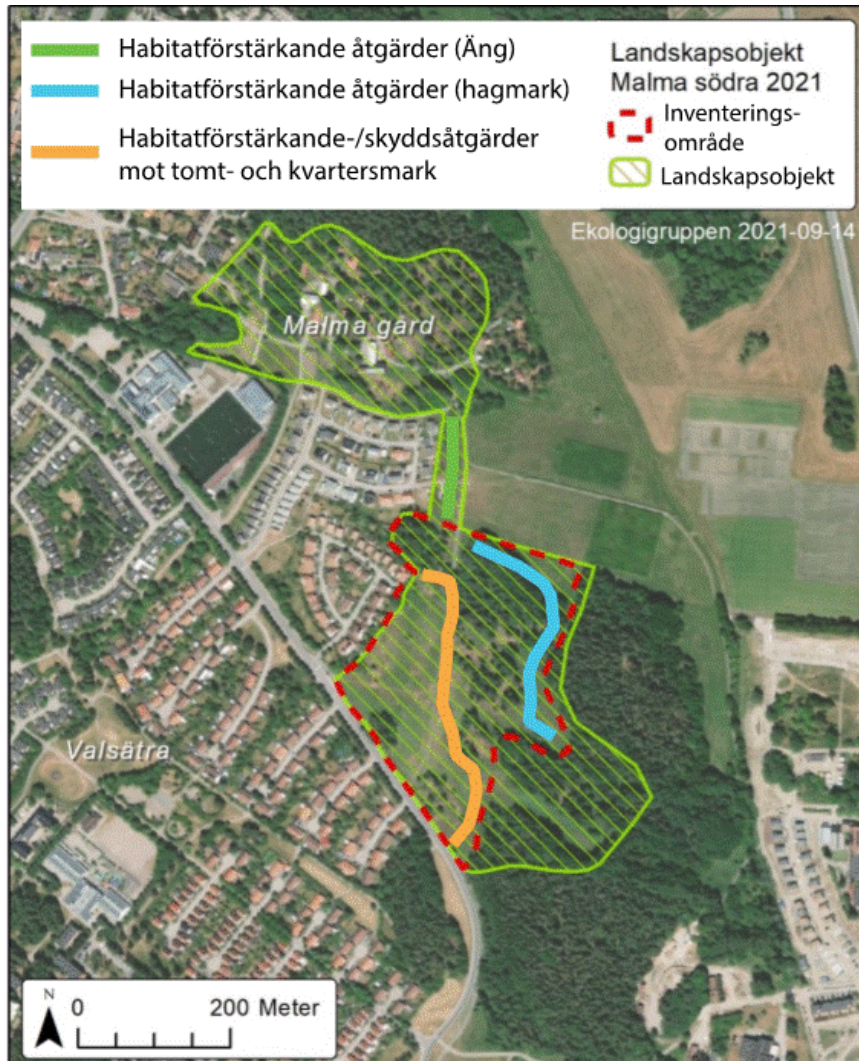 Habitatförstärkande åtgärder (Äng)
Habitatförstärkande åtgärder (hagmark)
Habitatförstärkande-/skyddsåtgärder
mot tomt- och kvartersmark
Landskapsobjekt
Malma södra 2021
Inventerings-
område
Landskapsobjekt
Ekologigruppen 2021-09-14
Malma gård
Valsätra
N
0 200 Meter